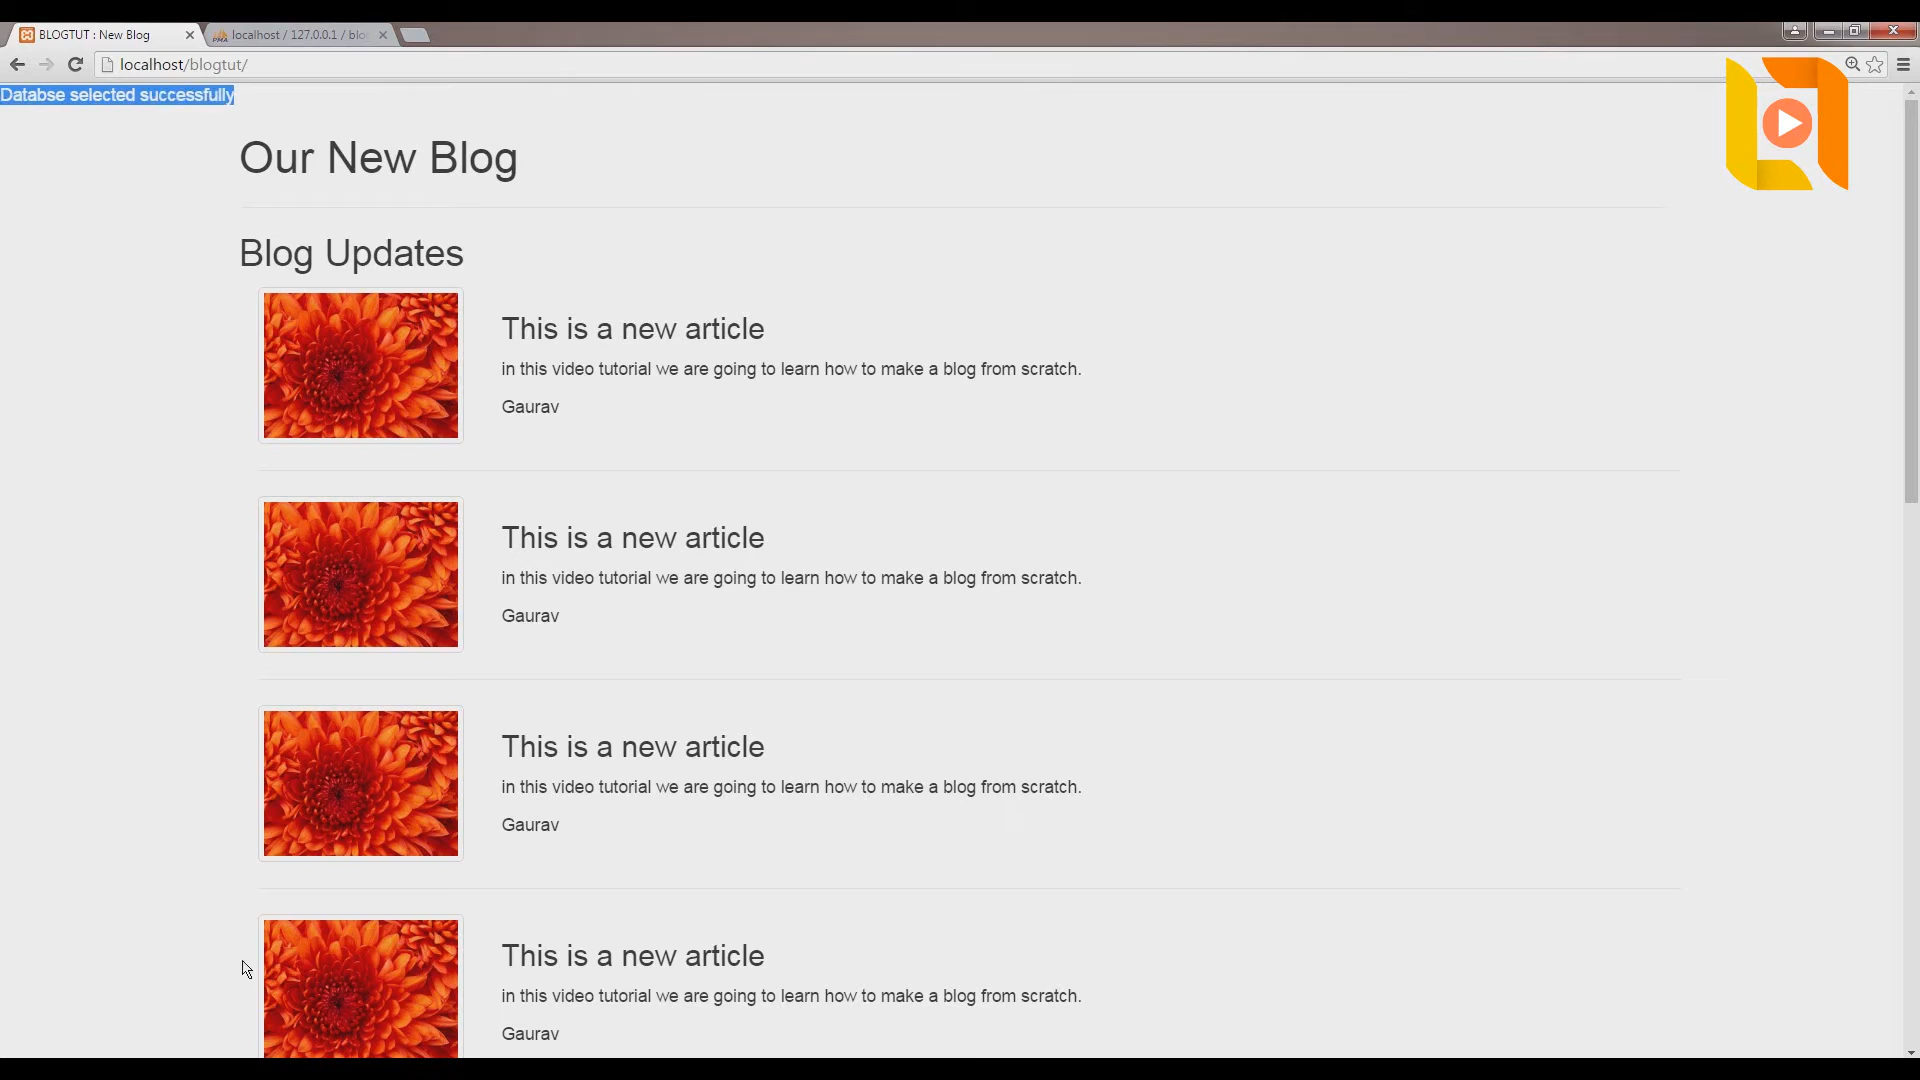 BLOGTUT : New Blog
localhost / 127.0.0.1 / blo
localhost/blogtut/
Databse selected successfully
Our New Blog
Blog Updates
This is a new article
in this video tutorial we are going to learn how to make a blog from scratch.
Gaurav
This is a new article
in this video tutorial we are going to learn how to make a blog from scratch.
Gaurav
This is a new article
in this video tutorial we are going to learn how to make a blog from scratch.
Gaurav
This is a new article
in this video tutorial we are going to learn how to make a blog from scratch.
Gaurav